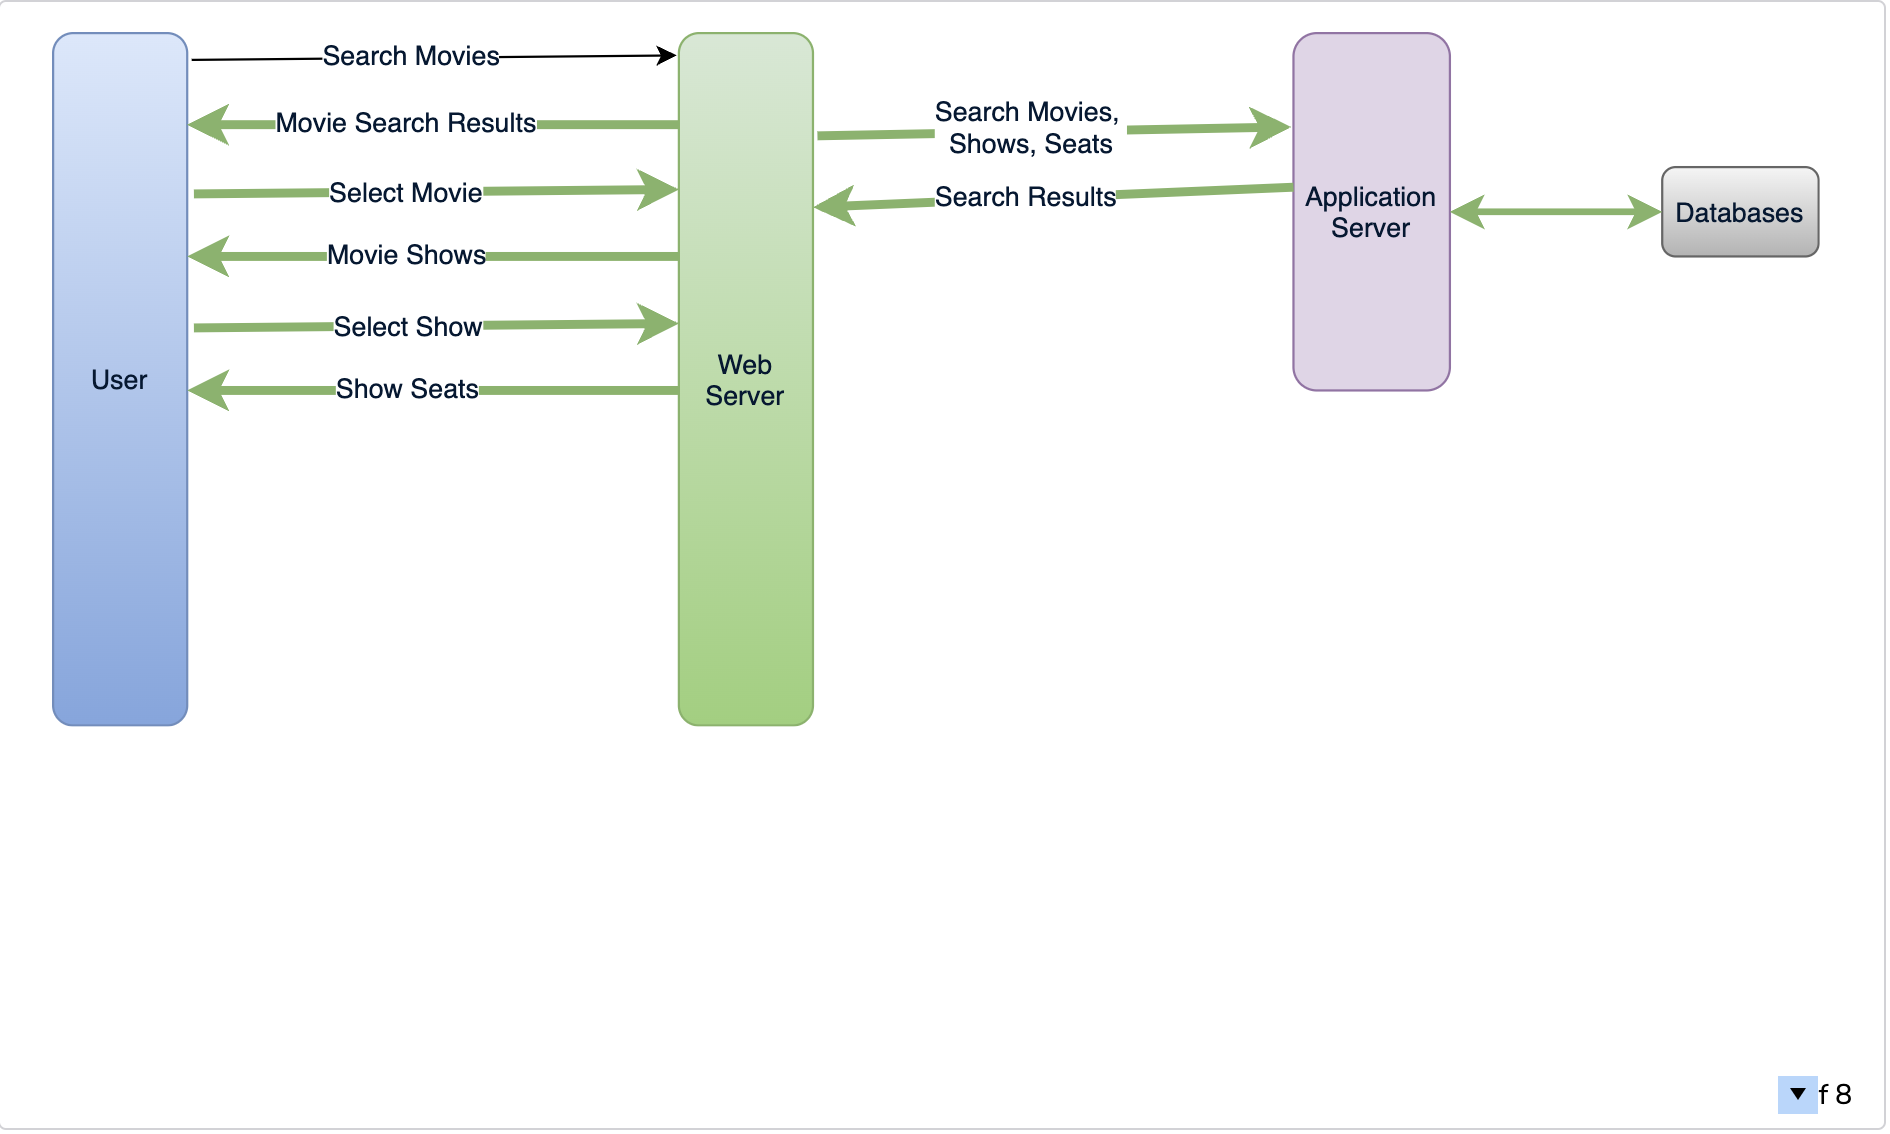 Search Movies
Movie Search Results
Select Movie
Movie Shows
Select Show
Show Seats
User
Web
Server
Search Movies,
Shows, Seats
Search Results
Application
Server
Databases
f 8